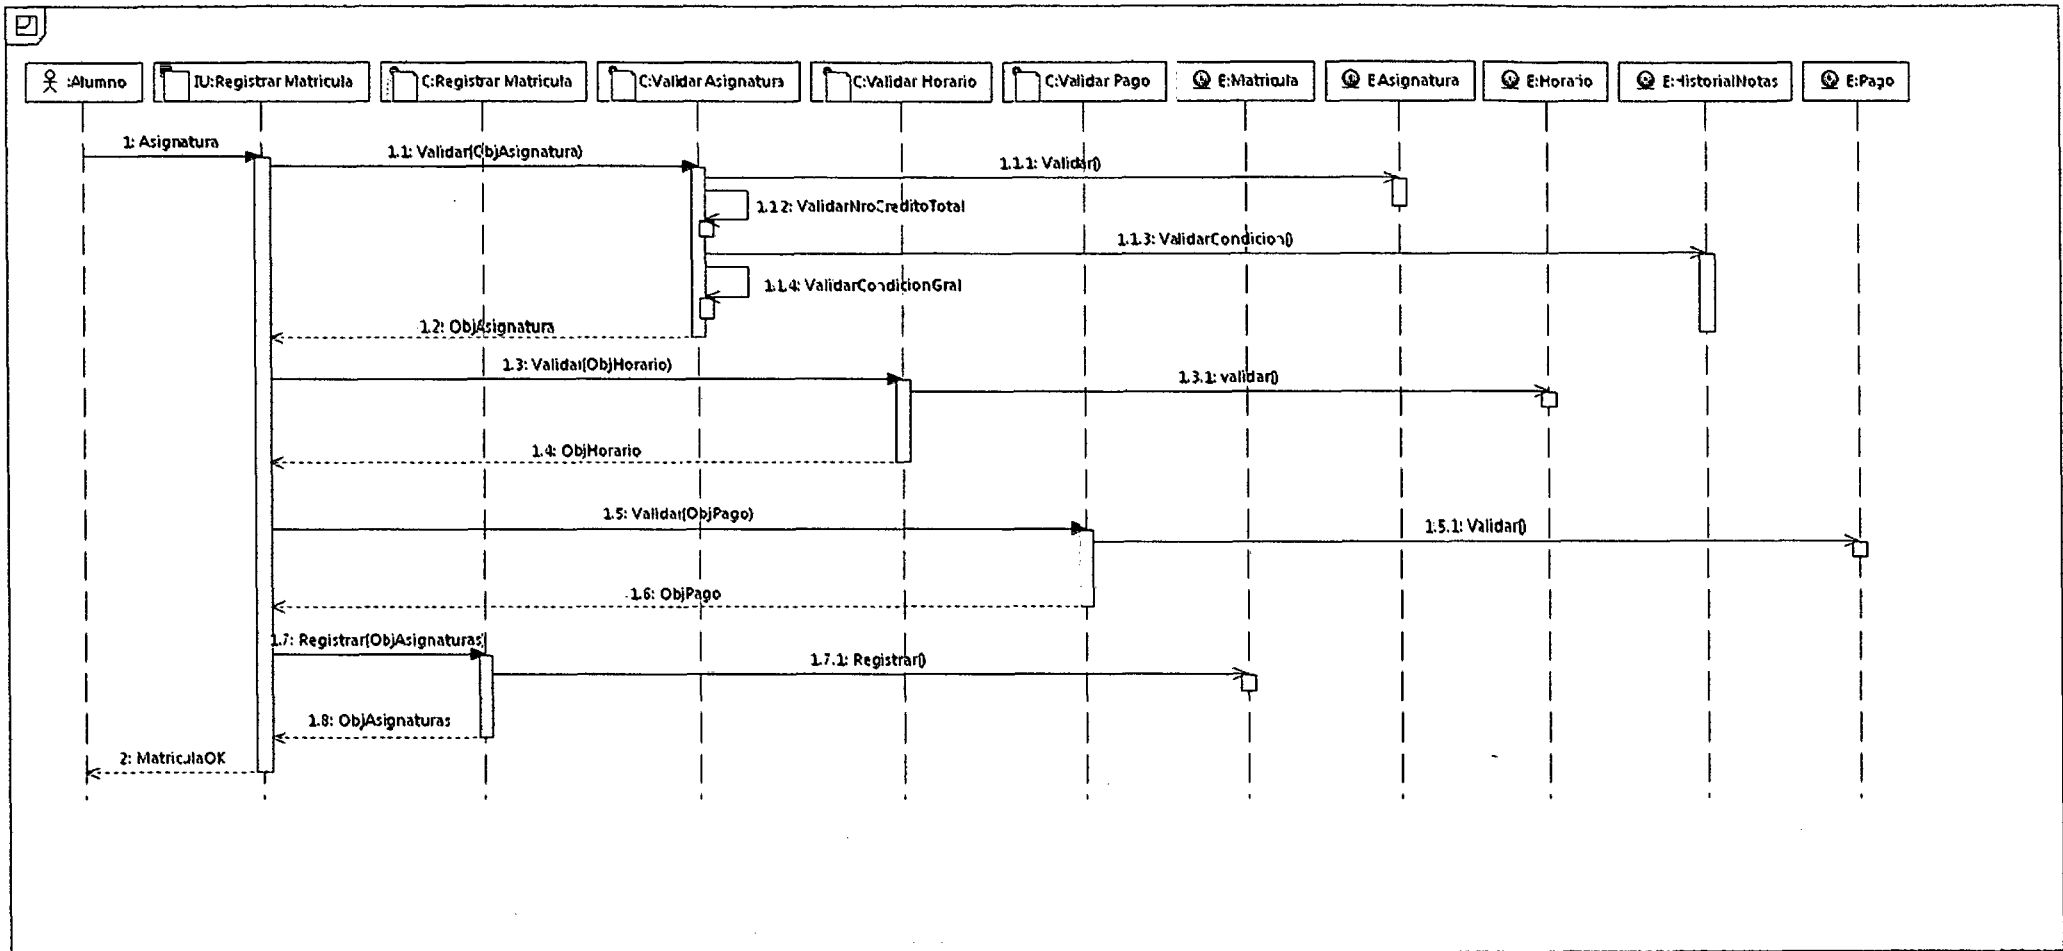 :Alumno
IU:Registrar Matricula
C:Registrar Matricula
C:Validar Asignatura
C:Validar Horario
C:Validar Pago
E:Matricula
E:Asignatura
E:Horario
E:HistorialNotas
E:Pago
1: Asignatura
1.1: Validar(ObjAsignatura)
1.1.1: Validar()
1.1.2: ValidarNroCreditoTotal
1.1.3: ValidarCondicion()
1.1.4: ValidarCondicionGral
1.2: ObjAsignatura
1.3: Validar(ObjHorario)
1.3.1: validar()
1.4: ObjHorario
1.5: Validar(ObjPago)
1.5.1: Validar()
1.6: ObjPago
1.7: Registrar(ObjAsignaturas)
1.7.1: Registrar()
1.8: ObjAsignaturas
2: MatriculaOK